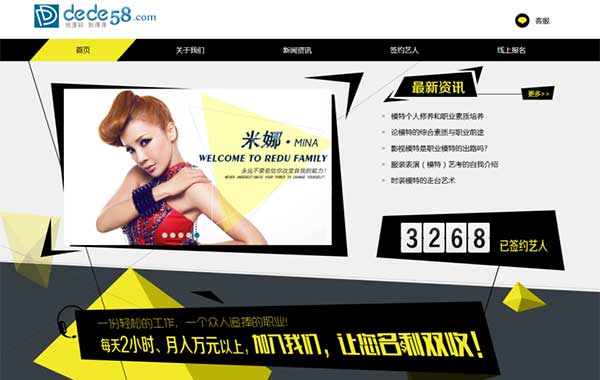 dede58.com
找源码 到得得
客服
首页
关于我们
新闻资讯
签约艺人
在线报名
米娜·MINA
WELCOME TO REDU FAMILY
永远不要低估你改变自我的能力!
NEVER UNDERESTIMATE YOUR POWER TO CHANGE YOURSELF!
最新资讯
更多>>
模特个人修养和职业素质培养
论模特的综合素质与职业前途
影视模特是职业模特的出路吗?
服装表演(模特)艺考的自我介绍
时装模特的走台艺术
3268
已签约艺人
一份轻松的工作,一个众人追捧的职业!
每天2小时、月人万元以上,加入我们,让您名利双收!